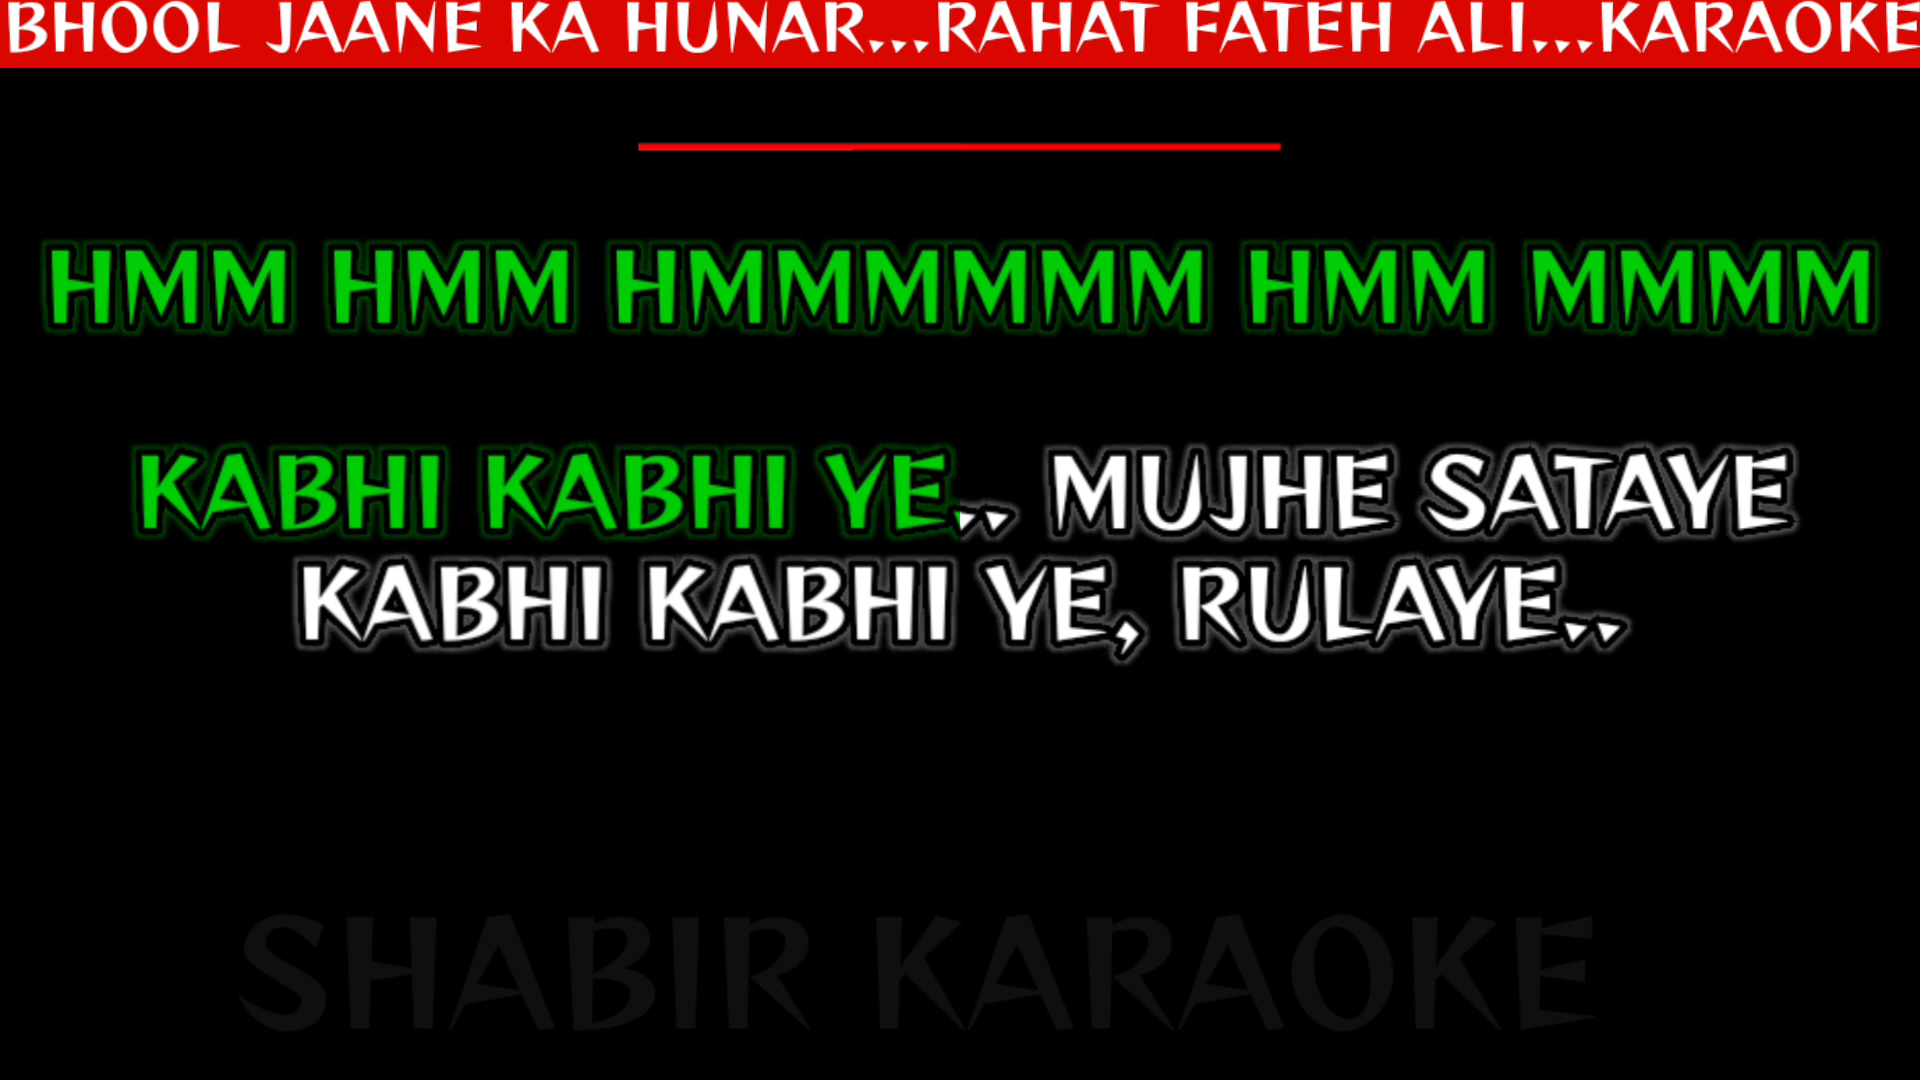 BHOOL JAANE KA HUNAR...RAHAT FATEH ALI...KARAOKE
HMM HMM HMMMMMM HMM MMMM
KABHI KABHI YE.. MUJHE SATAYE
KABHI KABHI YE, RULAYE..
SHABIR KARAOKE